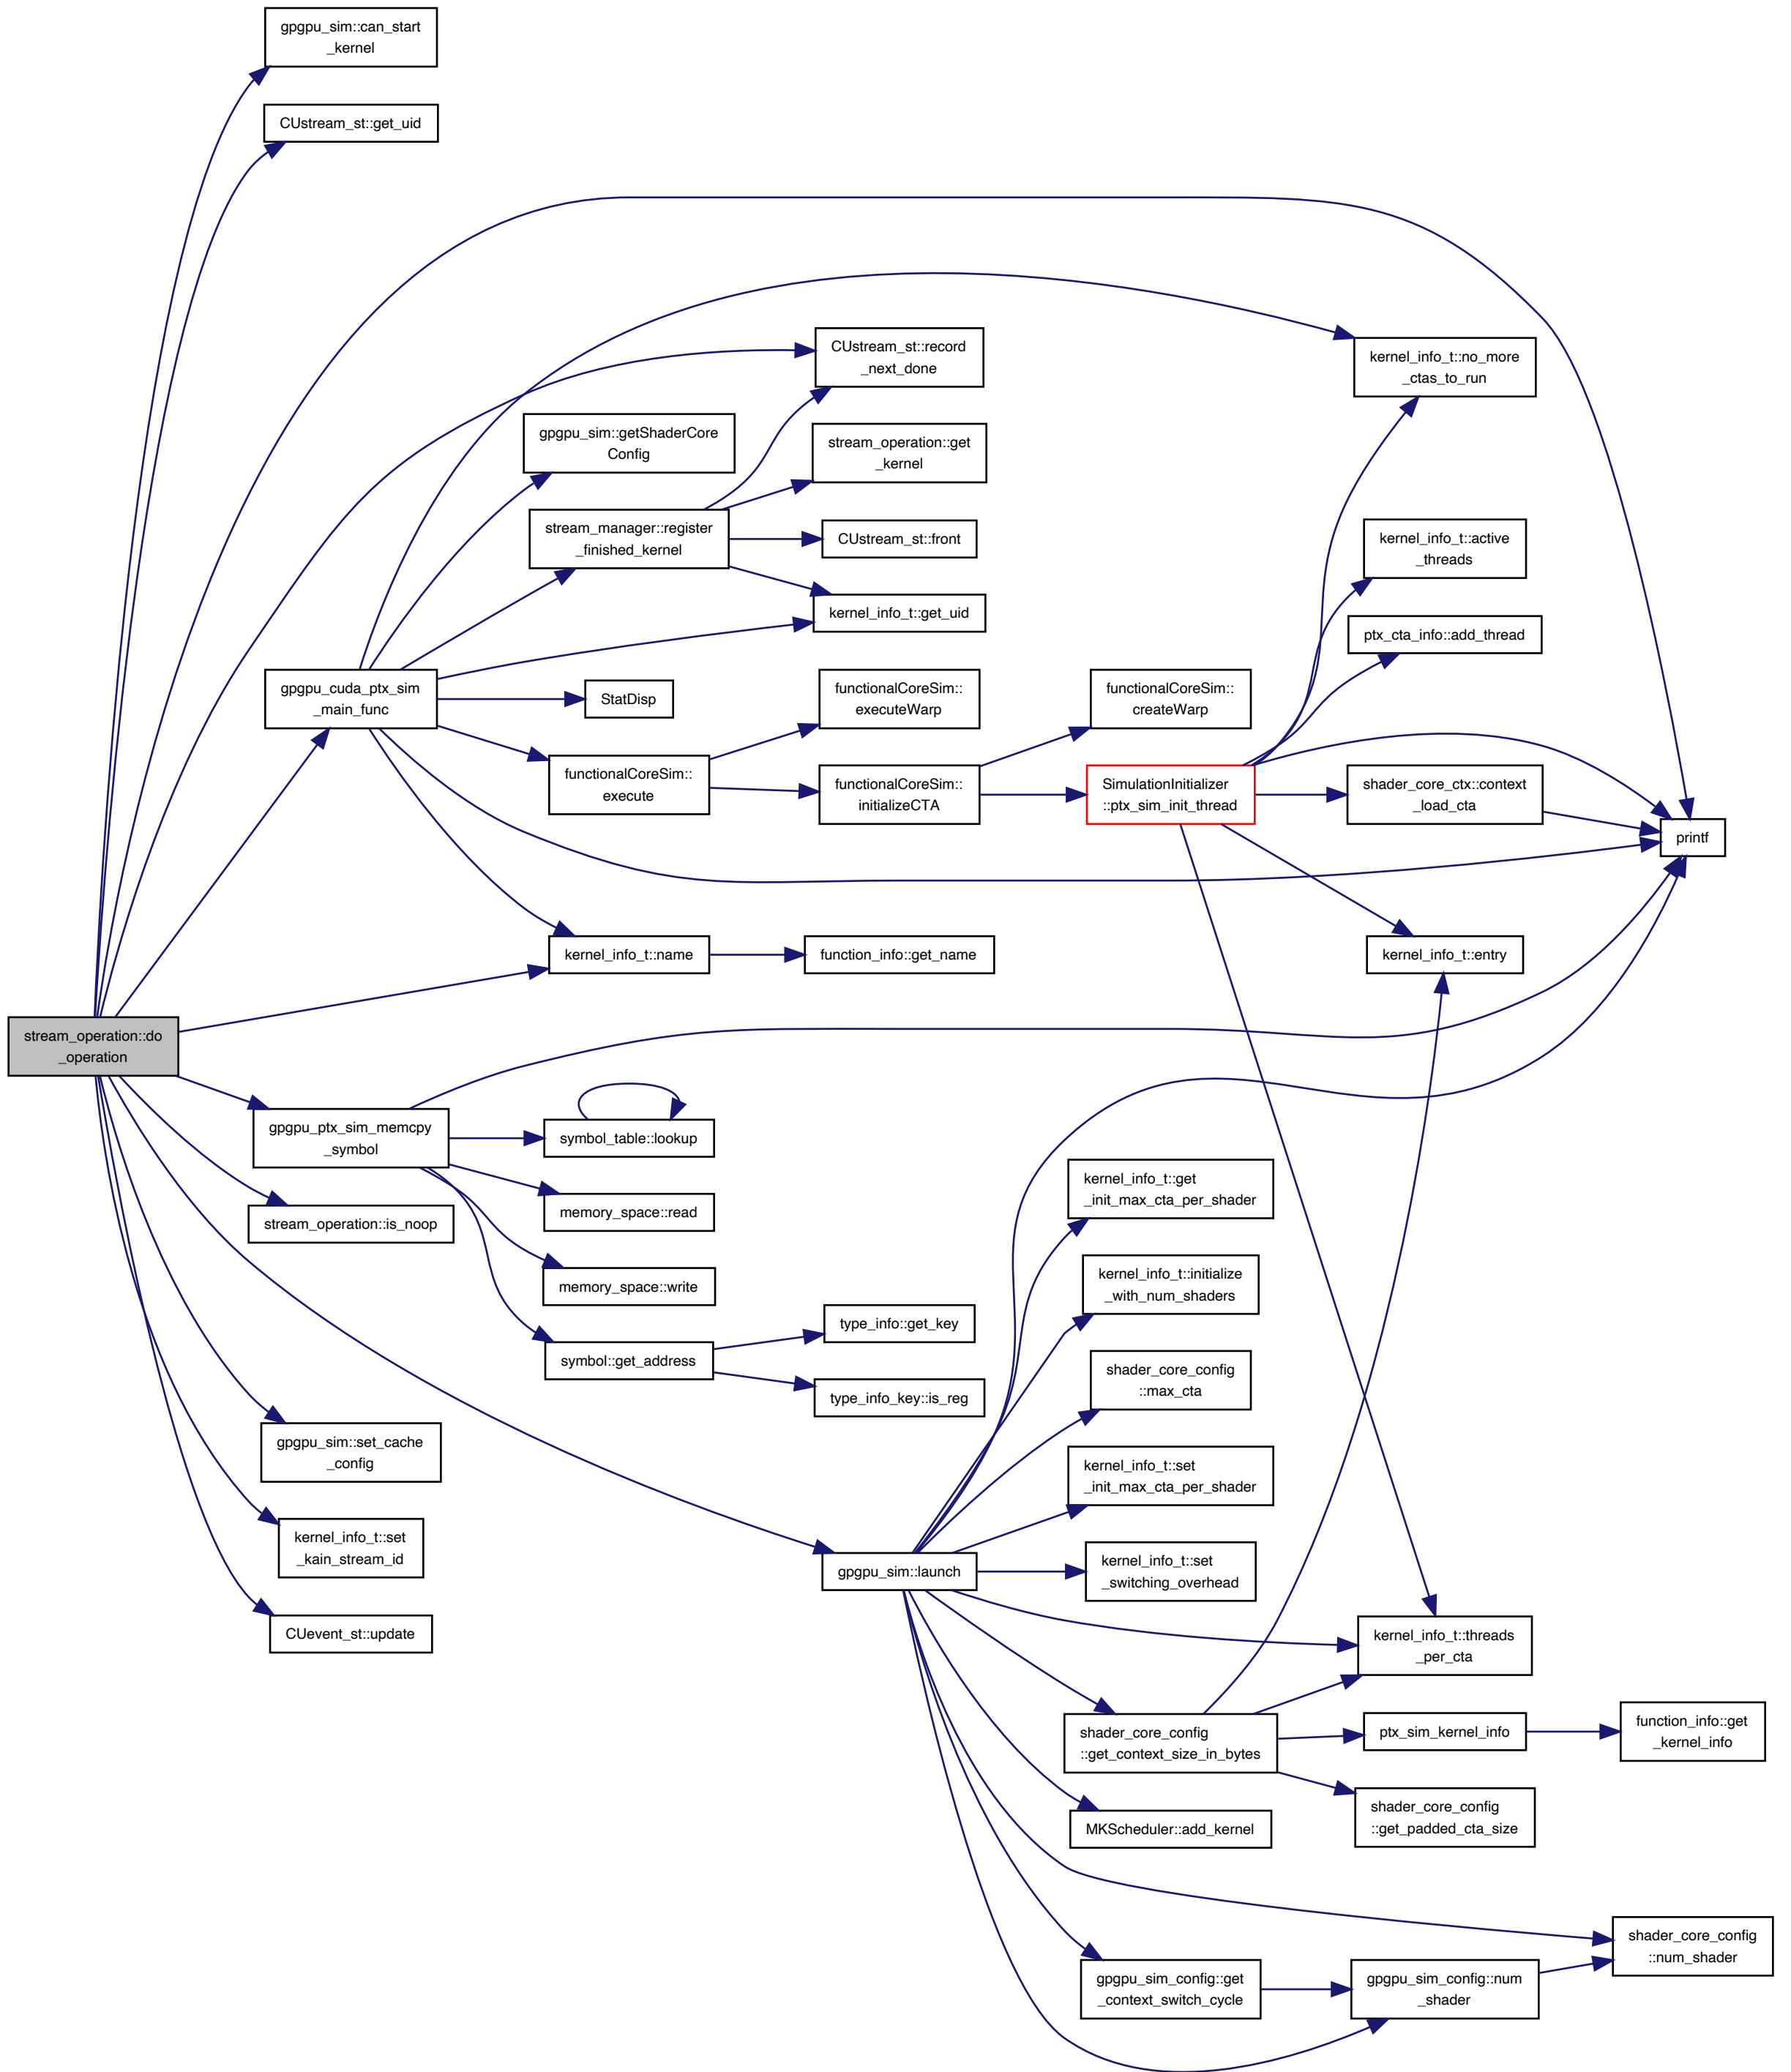 gpgpu_sim::can_start
_kernel
CUstream_st::get_uid
CUstream_st::record
_next_done
kernel_info_t::no_more
_ctas_to_run
gpgpu_sim::getShaderCore
Config
stream_operation::get
_kernel
stream_manager::register
_finished_kernel
CUstream_st::front
kernel_info_t::active
_threads
kernel_info_t::get_uid
ptx_cta_info::add_thread
gpgpu_cuda_ptx_sim
_main_func
StatDisp
functionalCoreSim::
executeWarp
functionalCoreSim::
createWarp
functionalCoreSim::
execute
functionalCoreSim::
initializeCTA
SimulationInitializer
::ptx_sim_init_thread
shader_core_ctx::context
_load_cta
printf
kernel_info_t::name
function_info::get_name
kernel_info_t::entry
stream_operation::do
_operation
gpgpu_ptx_sim_memcpy
_symbol
symbol_table::lookup
stream_operation::is_noop
memory_space::read
kernel_info_t::get
_init_max_cta_per_shader
memory_space::write
kernel_info_t::initialize
_with_num_shaders
symbol::get_address
type_info::get_key
type_info_key::is_reg
shader_core_config
::max_cta
gpgpu_sim::set_cache
_config
kernel_info_t::set
_init_max_cta_per_shader
kernel_info_t::set
_kain_stream_id
gpgpu_sim::launch
kernel_info_t::set
_switching_overhead
CUevent_st::update
kernel_info_t::threads
_per_cta
shader_core_config
::get_context_size_in_bytes
ptx_sim_kernel_info
function_info::get
_kernel_info
MKScheduler::add_kernel
shader_core_config
::get_padded_cta_size
gpgpu_sim_config::get
_context_switch_cycle
gpgpu_sim_config::num
_shader
shader_core_config
::num_shader